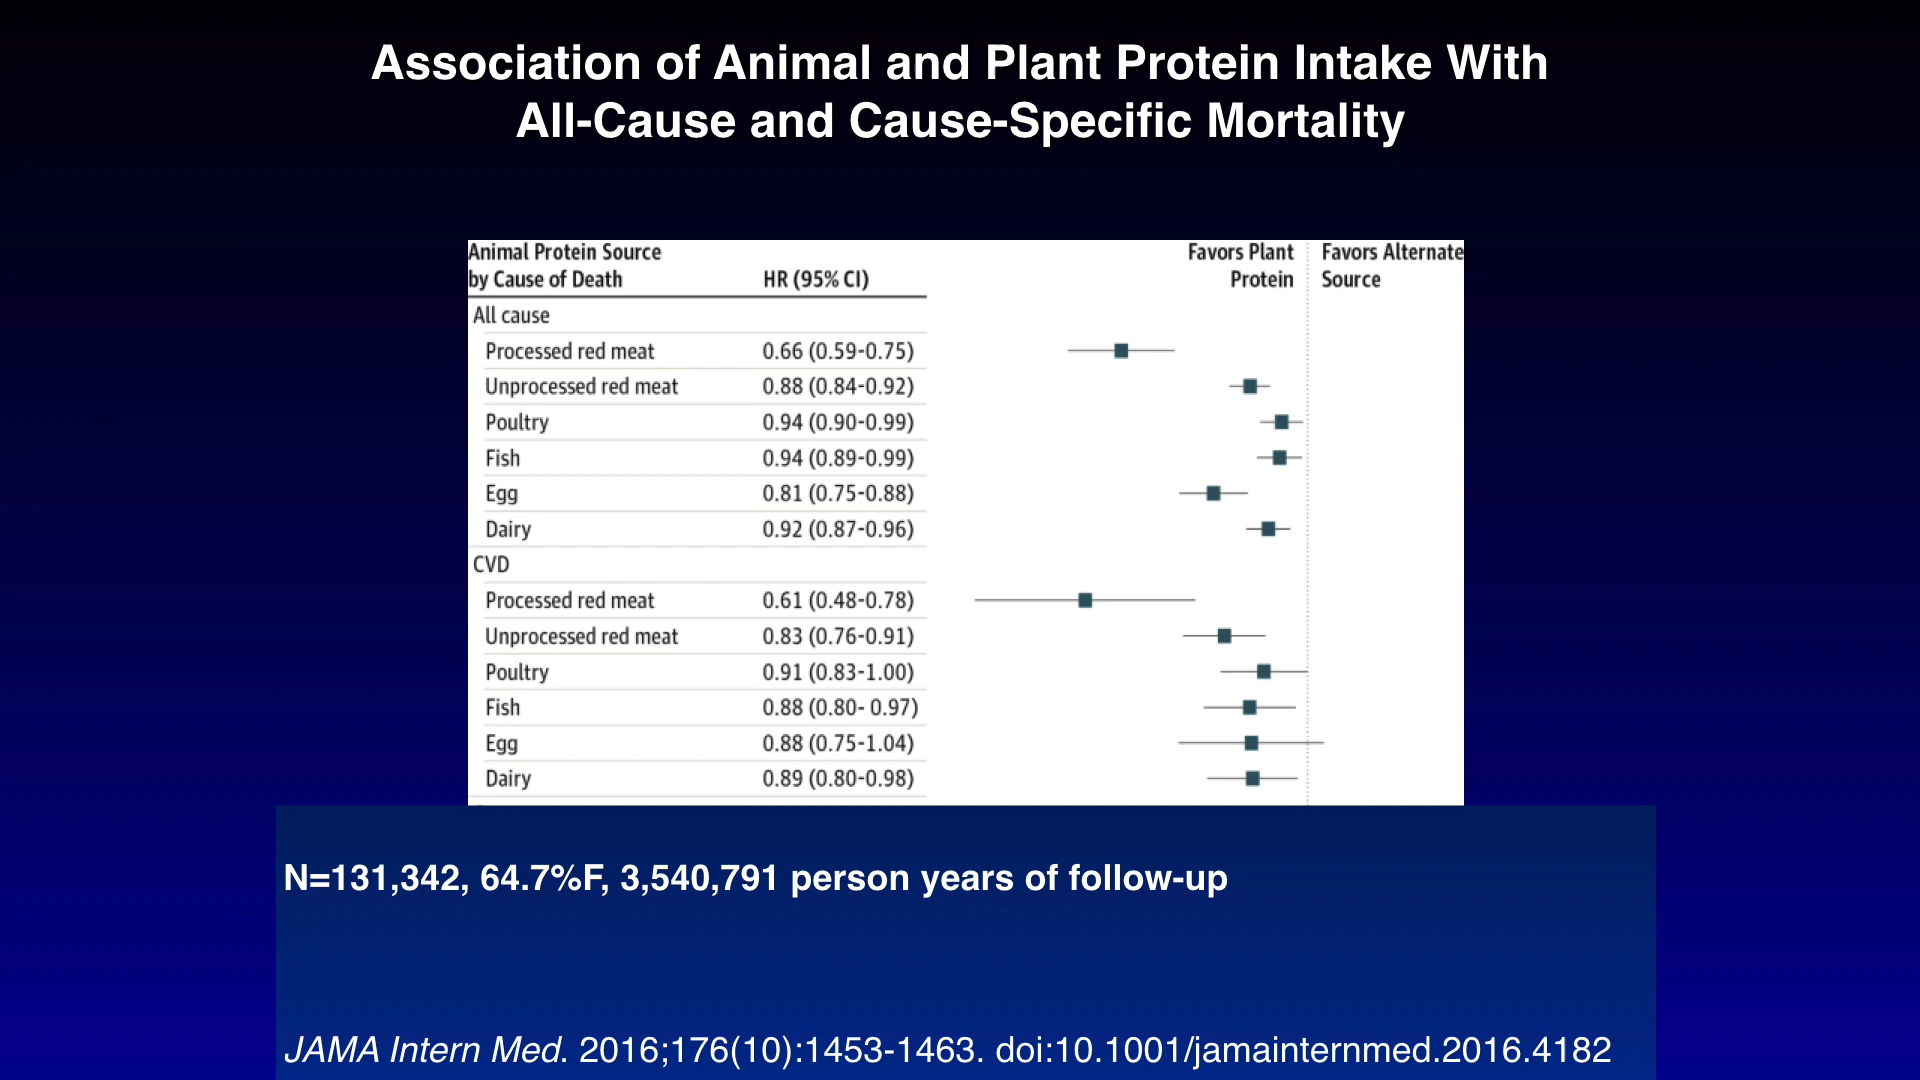 Association of Animal and Plant Protein Intake With
All-Cause and Cause-Specific Mortality
Animal Protein Source
by Cause of Death
HR (95% CI)
Favors Plant
Protein
Favors Alternate
Source
All cause
Processed red meat 0.66 (0.59-0.75)
Unprocessed red meat 0.88 (0.84-0.92)
Poultry 0.94 (0.90-0.99)
Fish 0.94 (0.89-0.99)
Egg 0.81 (0.75-0.88)
Dairy 0.92 (0.87-0.96)
CVD
Processed red meat 0.61 (0.48-0.78)
Unprocessed red meat 0.83 (0.76-0.91)
Poultry 0.91 (0.83-1.00)
Fish 0.88 (0.80- 0.97)
Egg 0.88 (0.75-1.04)
Dairy 0.89 (0.80-0.98)
N=131,342, 64.7%F, 3,540,791 person years of follow-up
JAMA Intern Med. 2016;176(10):1453-1463. doi:10.1001/jamainternmed.2016.4182